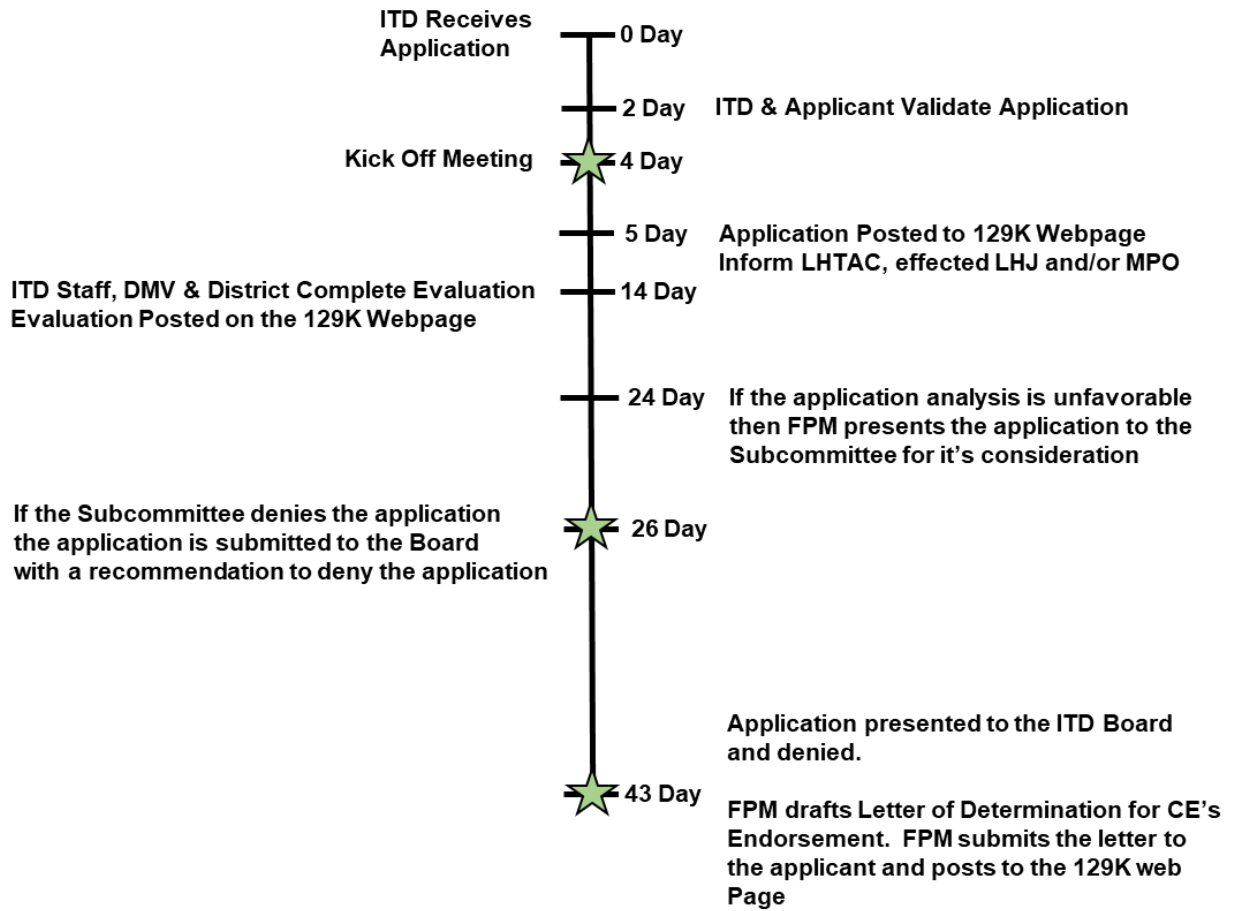 ITD Receives
Application
0 Day
2 Day
ITD & Applicant Validate Application
Kick Off Meeting
4 Day
5 Day
Application Posted to 129K Webpage
Inform LHTAC, effected LHJ and/or MPO
ITD Staff, DMV & District Complete Evaluation
Evaluation Posted on the 129K Webpage
14 Day
24 Day
If the application analysis is unfavorable
then FPM presents the application to the
Subcommittee for it's consideration
If the Subcommittee denies the application
the application is submitted to the Board
with a recommendation to deny the application
26 Day
43 Day
Application presented to the ITD Board
and denied.
FPM drafts Letter of Determination for CE's
Endorsement.  FPM submits the letter to
the applicant and posts to the 129K web
Page